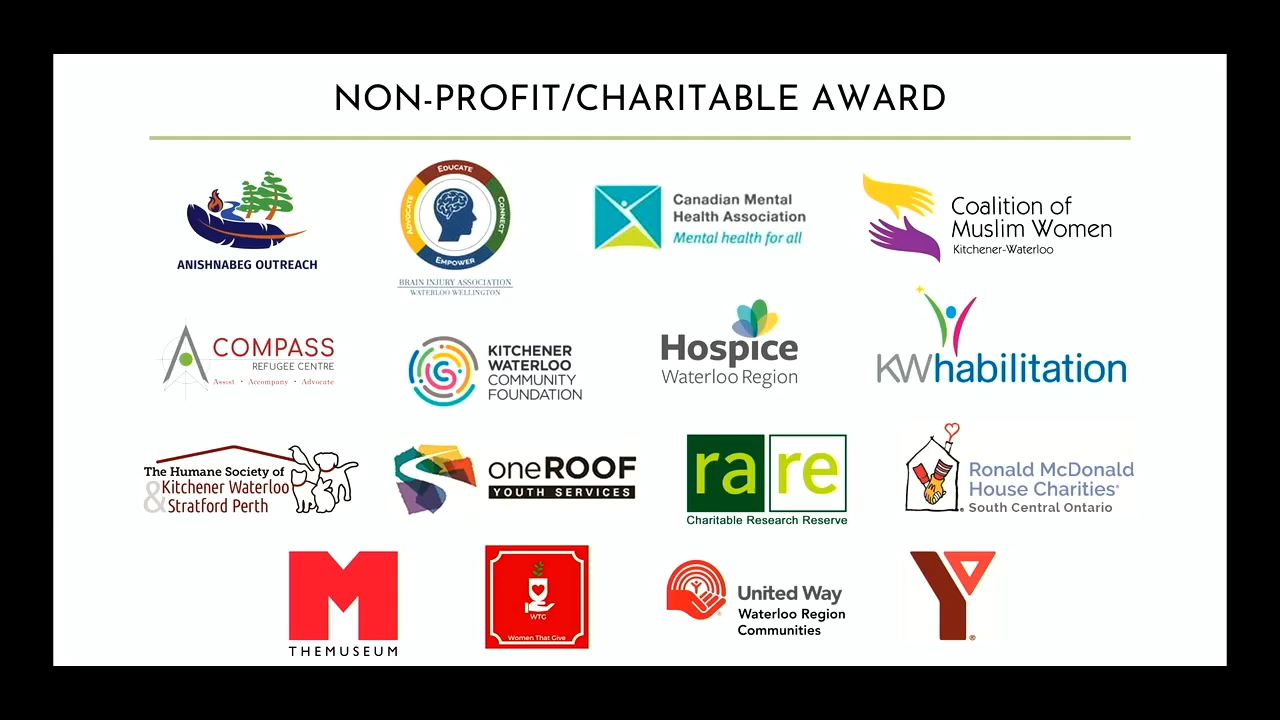 NON-PROFIT/CHARITABLE AWARD
ANISHNABEG OUTREACH
EDUCATE
ADVOCATE
CONNECT
EMPOWER
BRAIN INJURY ASSOCIATION
WATERLOO WELLINGTON
Canadian Mental
Health Association
Mental health for all
Coalition of
Muslim Women
Kitchener-Waterloo
COMPASS
REFUGEE CENTRE
Assist • Accompany • Advocate
KITCHENER
WATERLOO
COMMUNITY
FOUNDATION
Hospice
Waterloo Region
KWhabilitation
The Humane Society of
& Kitchener Waterloo
Stratford Perth
oneROOF
YOUTH SERVICES
rare
Charitable Research Reserve
Ronald McDonald
House Charities®
South Central Ontario
M
THEMUSEUM
WTG
Women That Give
United Way
Waterloo Region
Communities
Y®